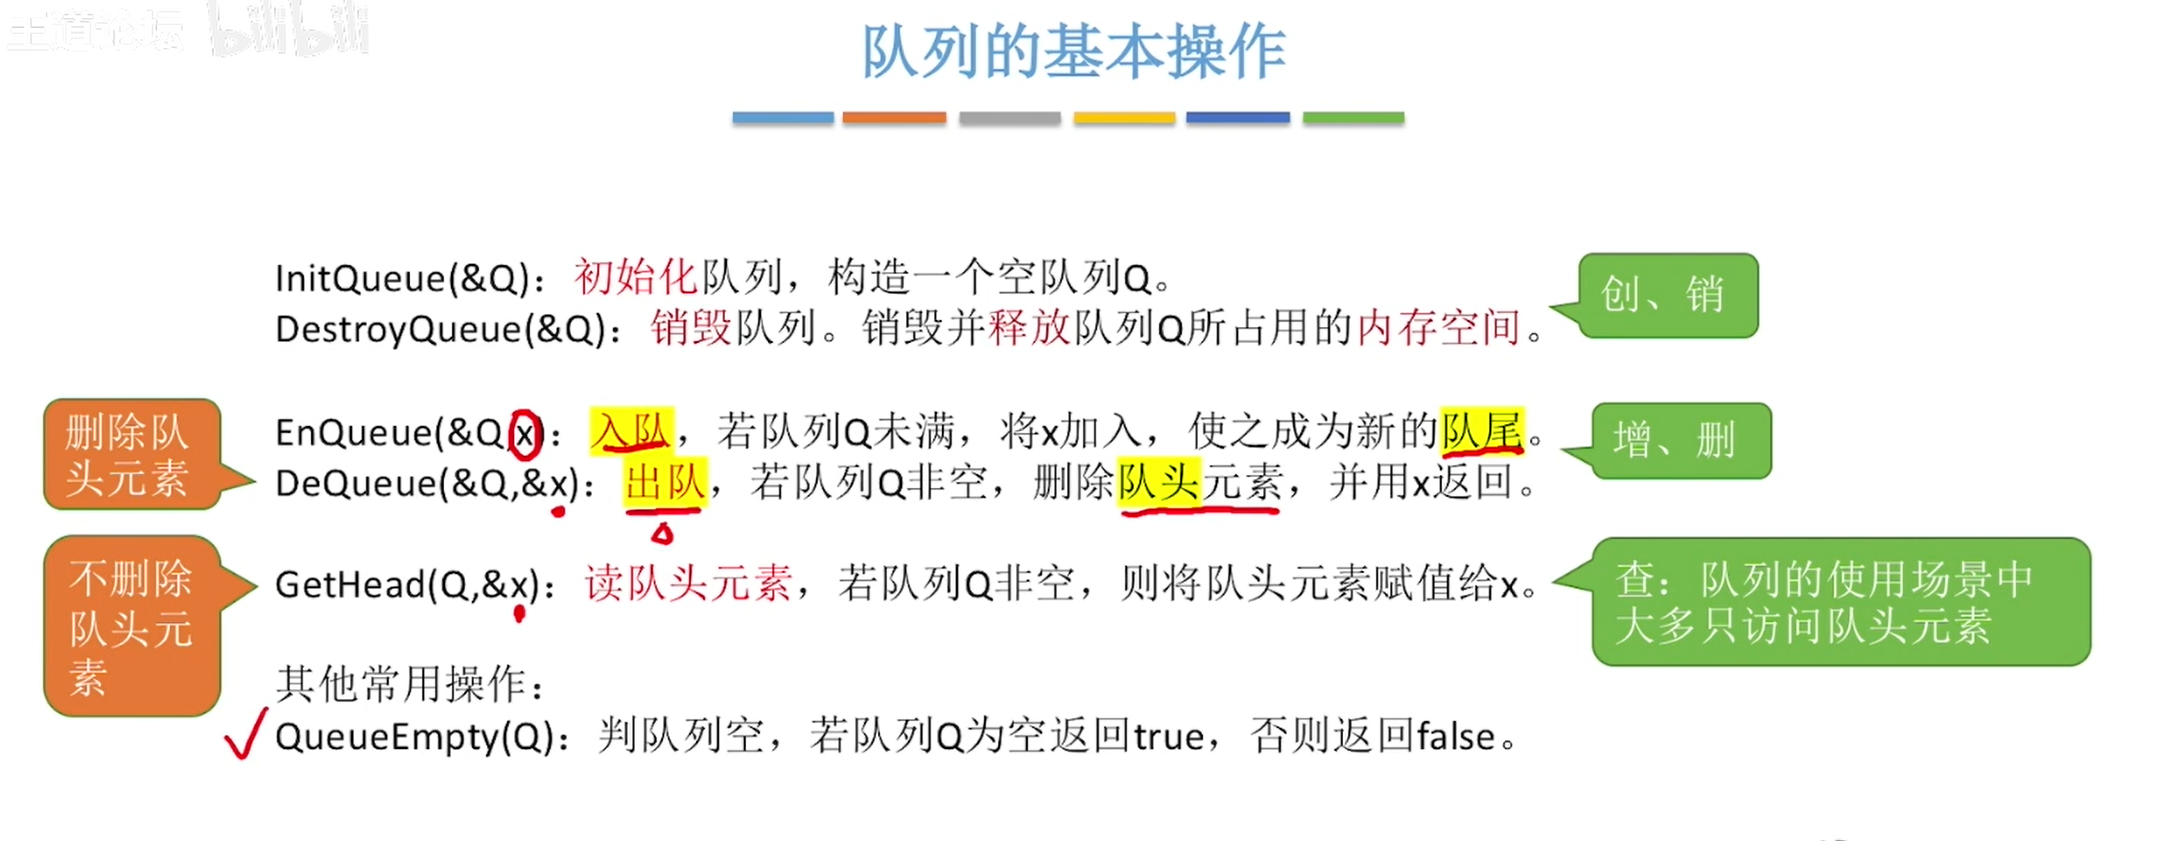 王道论坛 bilibili
队列的基本操作
InitQueue(&Q)：初始化队列，构造一个空队列Q。
DestroyQueue(&Q)：销毁队列。销毁并释放队列Q所占用的内存空间。
创、销
删除队
头元素
EnQueue(&Q,x)：入队，若队列Q未满，将x加入，使之成为新的队尾。
DeQueue(&Q,&x)：出队，若队列Q非空，删除队头元素，并用x返回。
增、删
不删除
队头元
素
GetHead(Q,&x)：读队头元素，若队列Q非空，则将队头元素赋值给x。
查：队列的使用场景中
大多只访问队头元素
其他常用操作：
QueueEmpty(Q)：判队列空，若队列Q为空返回true，否则返回false。